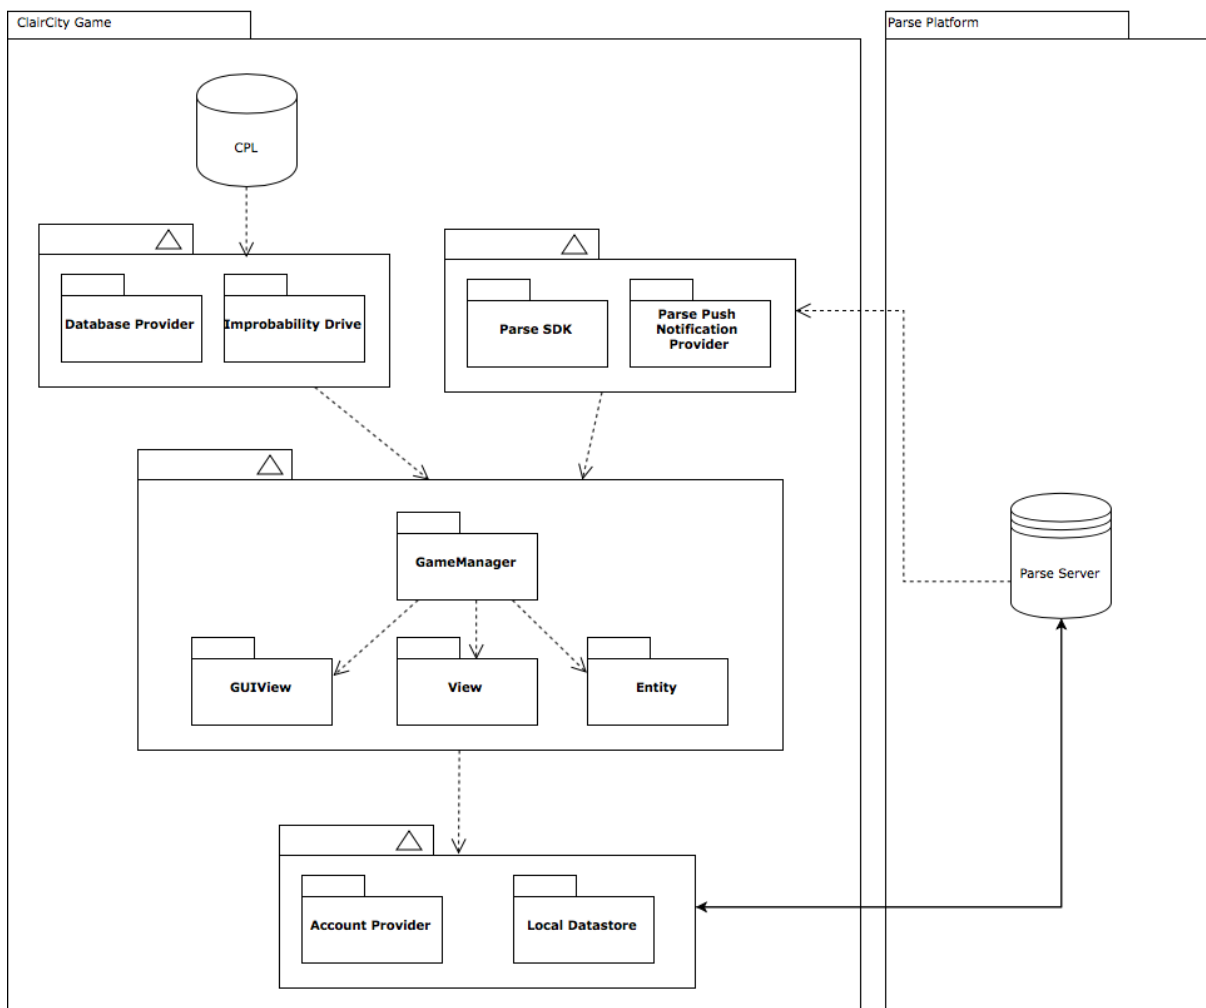 ClairCity Game
Parse Platform
CPL
Database Provider
Improbability Drive
Parse SDK
Parse Push
Notification
Provider
GameManager
Parse Server
GUIView
View
Entity
Account Provider
Local Datastore